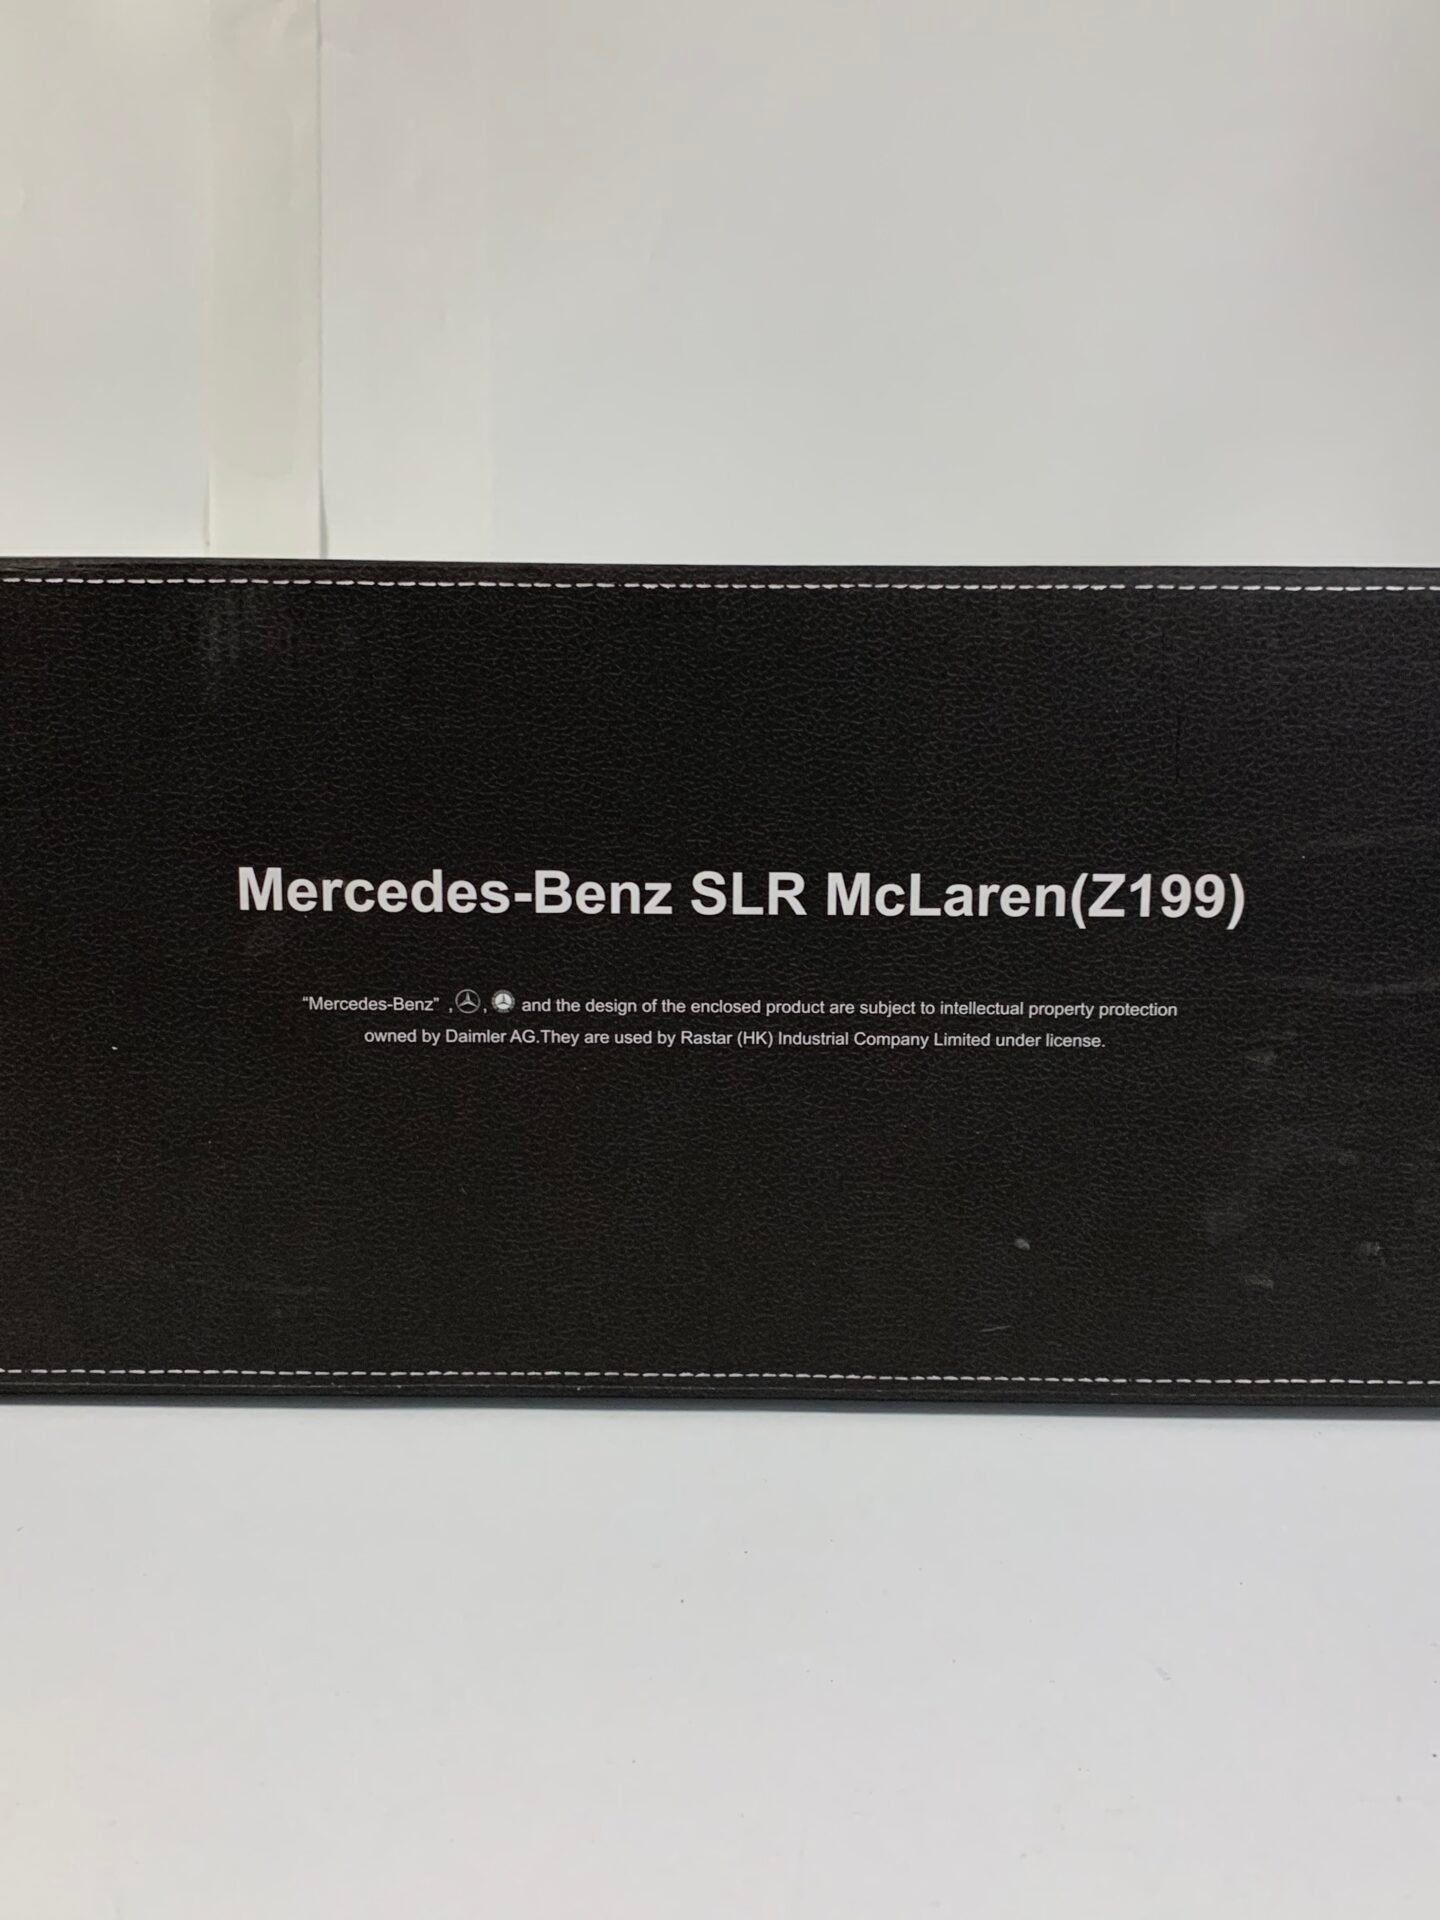 Mercedes-Benz SLR McLaren(Z199)
“Mercedes-Benz” , , and the design of the enclosed product are subject to intellectual property protection
owned by Daimler AG.They are used by Rastar (HK) Industrial Company Limited under license.